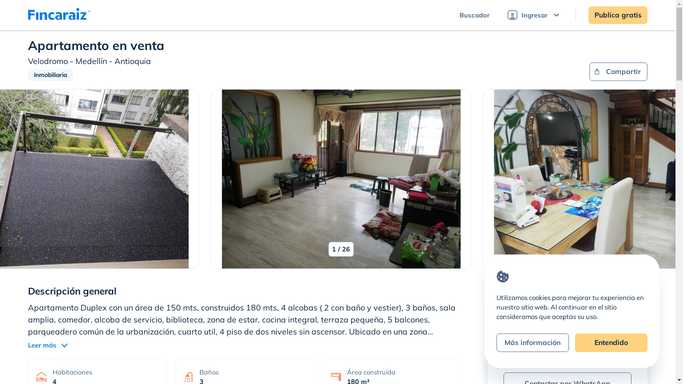 Fincaraiz
Buscador
Ingresar
Publica gratis
Apartamento en venta
Velodromo - Medellín - Antioquia
Inmobiliaria
Compartir
1 / 26
Descripción general
Apartamento Duplex con un área de 150 mts, construidos 180 mts, 4 alcobas ( 2 con baño y vestier), 3 baños, sala
amplia, comedor, alcoba de servicio, biblioteca, zona de estar, cocina integral, terraza pequeña, 5 balcones,
parqueadero común de la urbanización, cuarto util, 4 piso de dos niveles sin ascensor. Ubicado en una zona...
Leer más
Habitaciones
4
Baños
3
Área construida
180 m²
Utilizamos cookies para mejorar tu experiencia en
nuestro sitio web. Al continuar en el sitio
consideramos que aceptas su uso.
Más información
Entendido
Contactar por WhatsApp